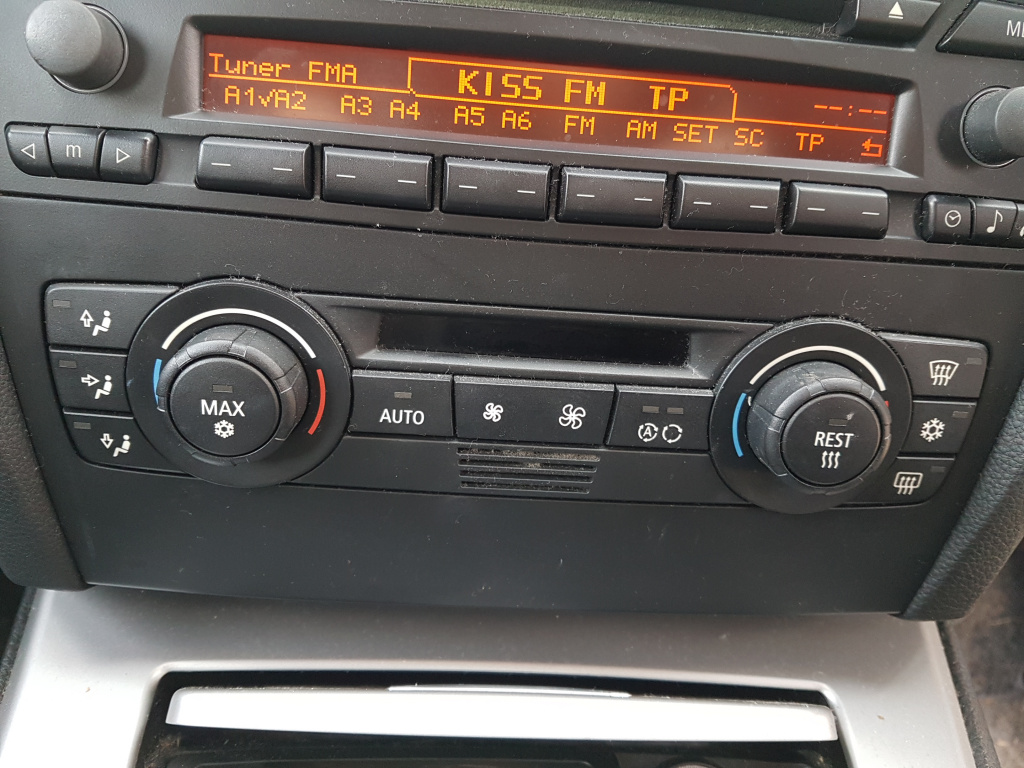 Tuner FMA KISS FM TP --:--
A1vA2 A3 A4 A5 A6 FM AM SET SC TP
m
MAX
AUTO
A
REST